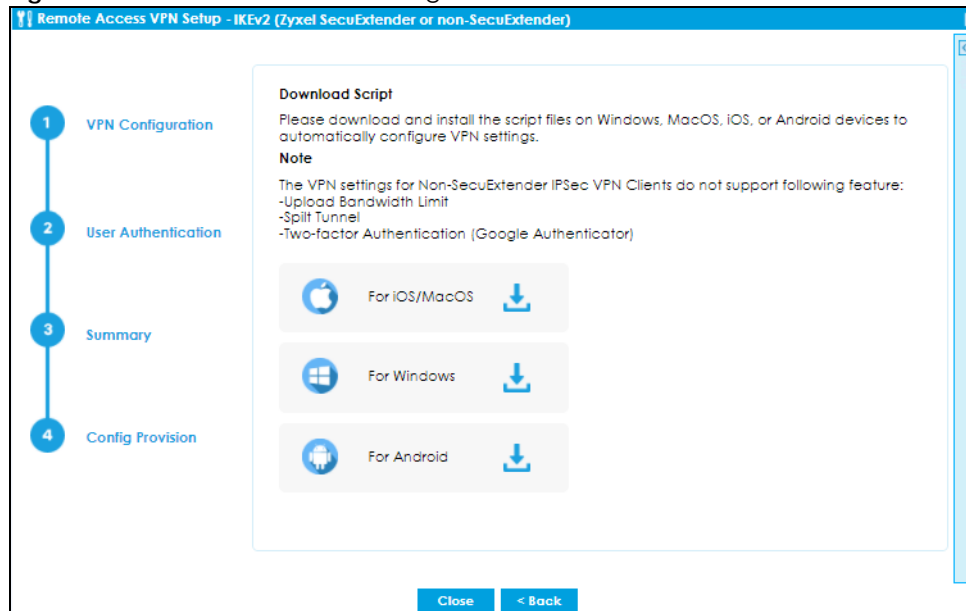 Remote Access VPN Setup - IKEv2 (Zyxel SecuExtender or non-SecuExtender)
1 VPN Configuration
2 User Authentication
3 Summary
4 Config Provision
Download Script
Please download and install the script files on Windows, MacOS, iOS, or Android devices to
automatically configure VPN settings.
Note
The VPN settings for Non-SecuExtender IPSec VPN Clients do not support following feature:
-Upload Bandwidth Limit
-Spilt Tunnel
-Two-factor Authentication (Google Authenticator)
For iOS/MacOS
For Windows
For Android
Close
< Back